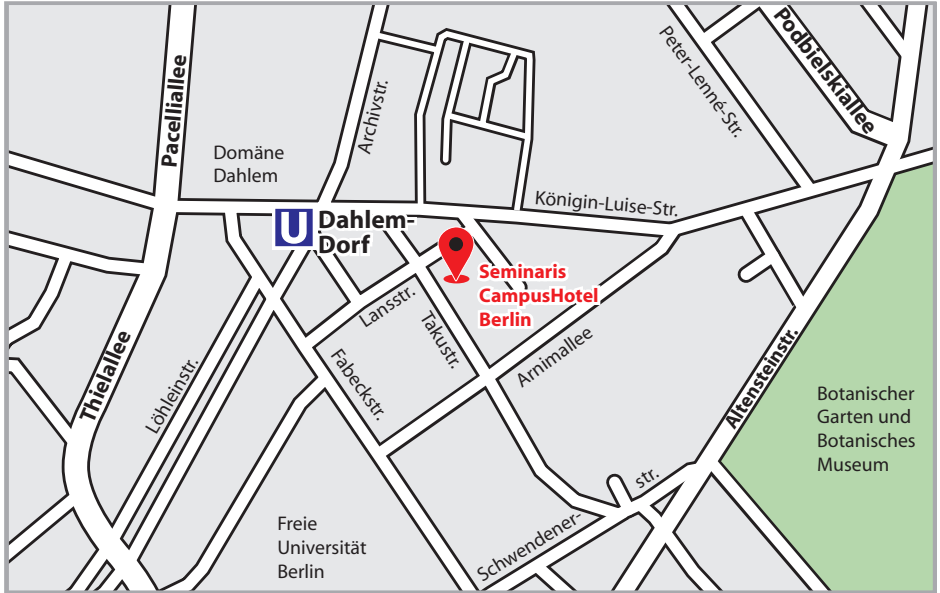 Pacelliallee
Archivstr.
Peter-Lenné-Str.
Podbielskiallee
Domäne
Dahlem
Königin-Luise-Str.
U Dahlem-
Dorf
Seminaris
CampusHotel
Berlin
Lansstr.
Takustr.
Thielallee
Löhleinstr.
Fabeckstr.
Arnimallee
Altensteinstr.
Botanischer
Garten und
Botanisches
Museum
Schwendener-
str.
Freie
Universität
Berlin